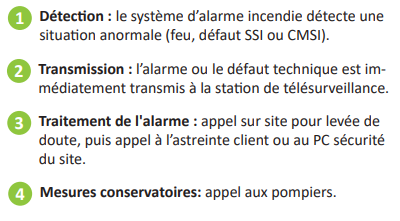 1 Détection : le système d'alarme incendie détecte une
situation anormale (feu, défaut SSI ou CMSI).
2 Transmission : l'alarme ou le défaut technique est im-
médiatement transmis à la station de télésurveillance.
3 Traitement de l'alarme : appel sur site pour levée de
doute, puis appel à l'astreinte client ou au PC sécurité
du site.
4 Mesures conservatoires: appel aux pompiers.